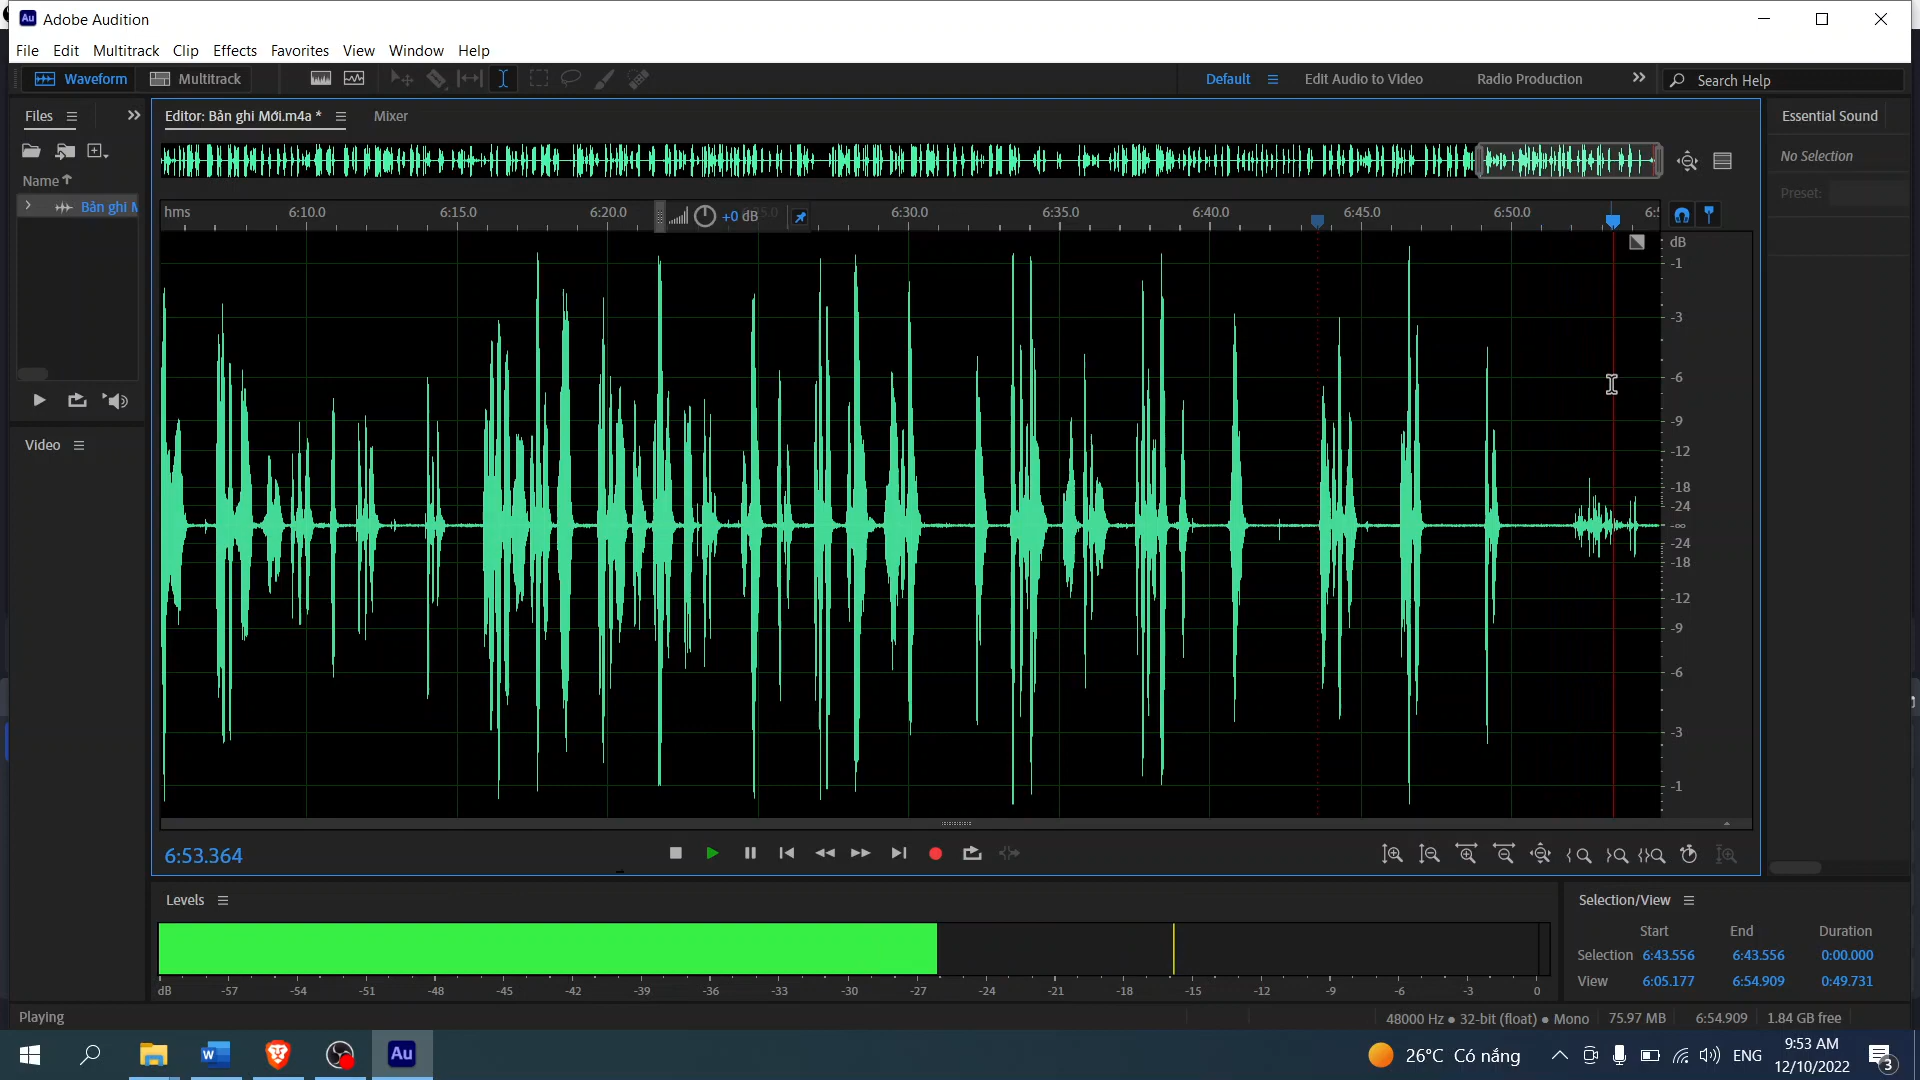 Adobe Audition
File Edit Multitrack Clip Effects Favorites View Window Help
Waveform Multitrack Default Edit Audio to Video Radio Production Search Help
Files Editor: Bản ghi Mới.m4a * Mixer Essential Sound
No Selection
Name
Preset:
Bản ghi M
hms 6:10.0 6:15.0 6:20.0 +0 dB 6:30.0 6:35.0 6:40.0 6:45.0 6:50.0
dB
-1
-3
-6
-9
-12
-18
-24
-∞
-24
-18
-12
-9
-6
-3
-1
Video
6:53.364
Levels
dB -57 -54 -51 -48 -45 -42 -39 -36 -33 -30 -27 -24 -21 -18 -15 -12 -9 -6 -3 0
Selection/View
Start End Duration
Selection 6:43.556 6:43.556 0:00.000
View 6:05.177 6:54.909 0:49.731
Playing
48000 Hz ● 32-bit (float) ● Mono 75.97 MB 6:54.909 1.84 GB free
Au 26°C Có nắng ENG
9:53 AM
12/10/2022
3